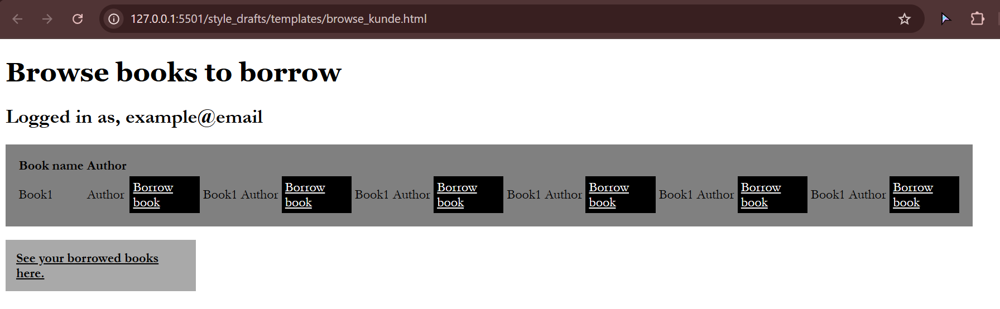 127.0.0.1:5501/style_drafts/templates/browse_kunde.html
Browse books to borrow
Logged in as, example@email
Book name Author
Book1 Author Borrow book Book1 Author Borrow book Book1 Author Borrow book Book1 Author Borrow book Book1 Author Borrow book Book1 Author Borrow book
See your borrowed books
here.